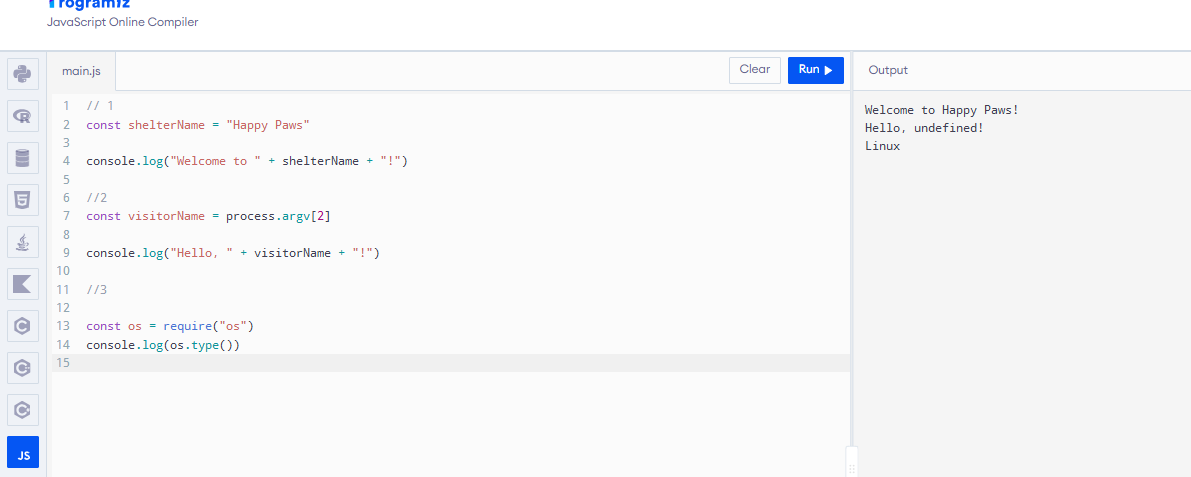 Programiz
JavaScript Online Compiler
main.js
Clear
Run
Output
1 // 1
2 const shelterName = "Happy Paws"
3
4 console.log("Welcome to " + shelterName + "!")
5
6 //2
7 const visitorName = process.argv[2]
8
9 console.log("Hello, " + visitorName + "!")
10
11 //3
12
13 const os = require("os")
14 console.log(os.type())
15
Welcome to Happy Paws!
Hello, undefined!
Linux
R
5
C
C
C
JS